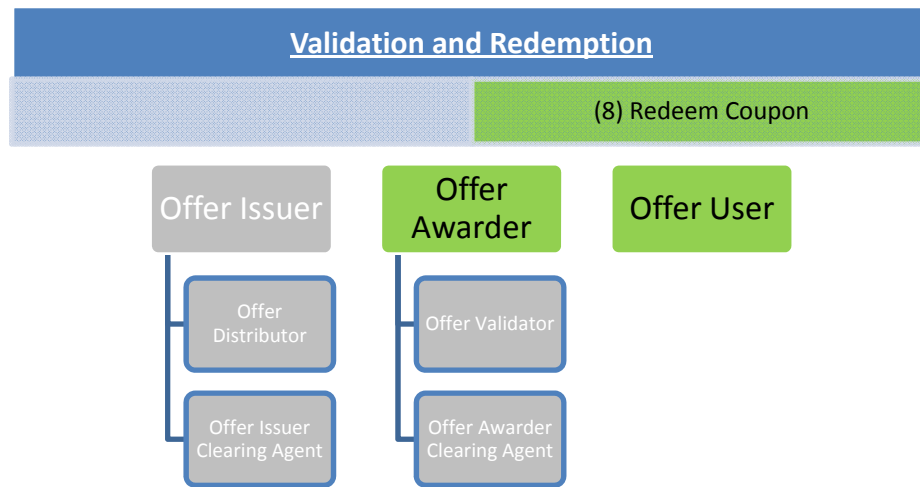 Validation and Redemption
(8) Redeem Coupon
Offer Issuer
Offer
Awarder
Offer User
Offer
Distributor
Offer Validator
Offer Issuer
Clearing Agent
Offer Awarder
Clearing Agent